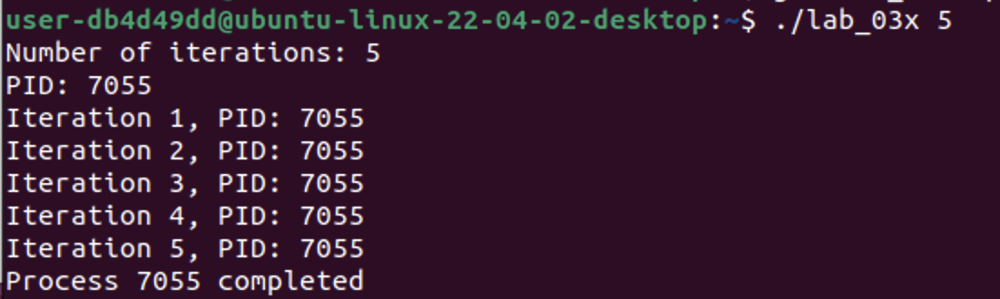 user-db4d49dd@ubuntu-linux-22-04-02-desktop:~$ ./lab_03x 5
Number of iterations: 5
PID: 7055
Iteration 1, PID: 7055
Iteration 2, PID: 7055
Iteration 3, PID: 7055
Iteration 4, PID: 7055
Iteration 5, PID: 7055
Process 7055 completed